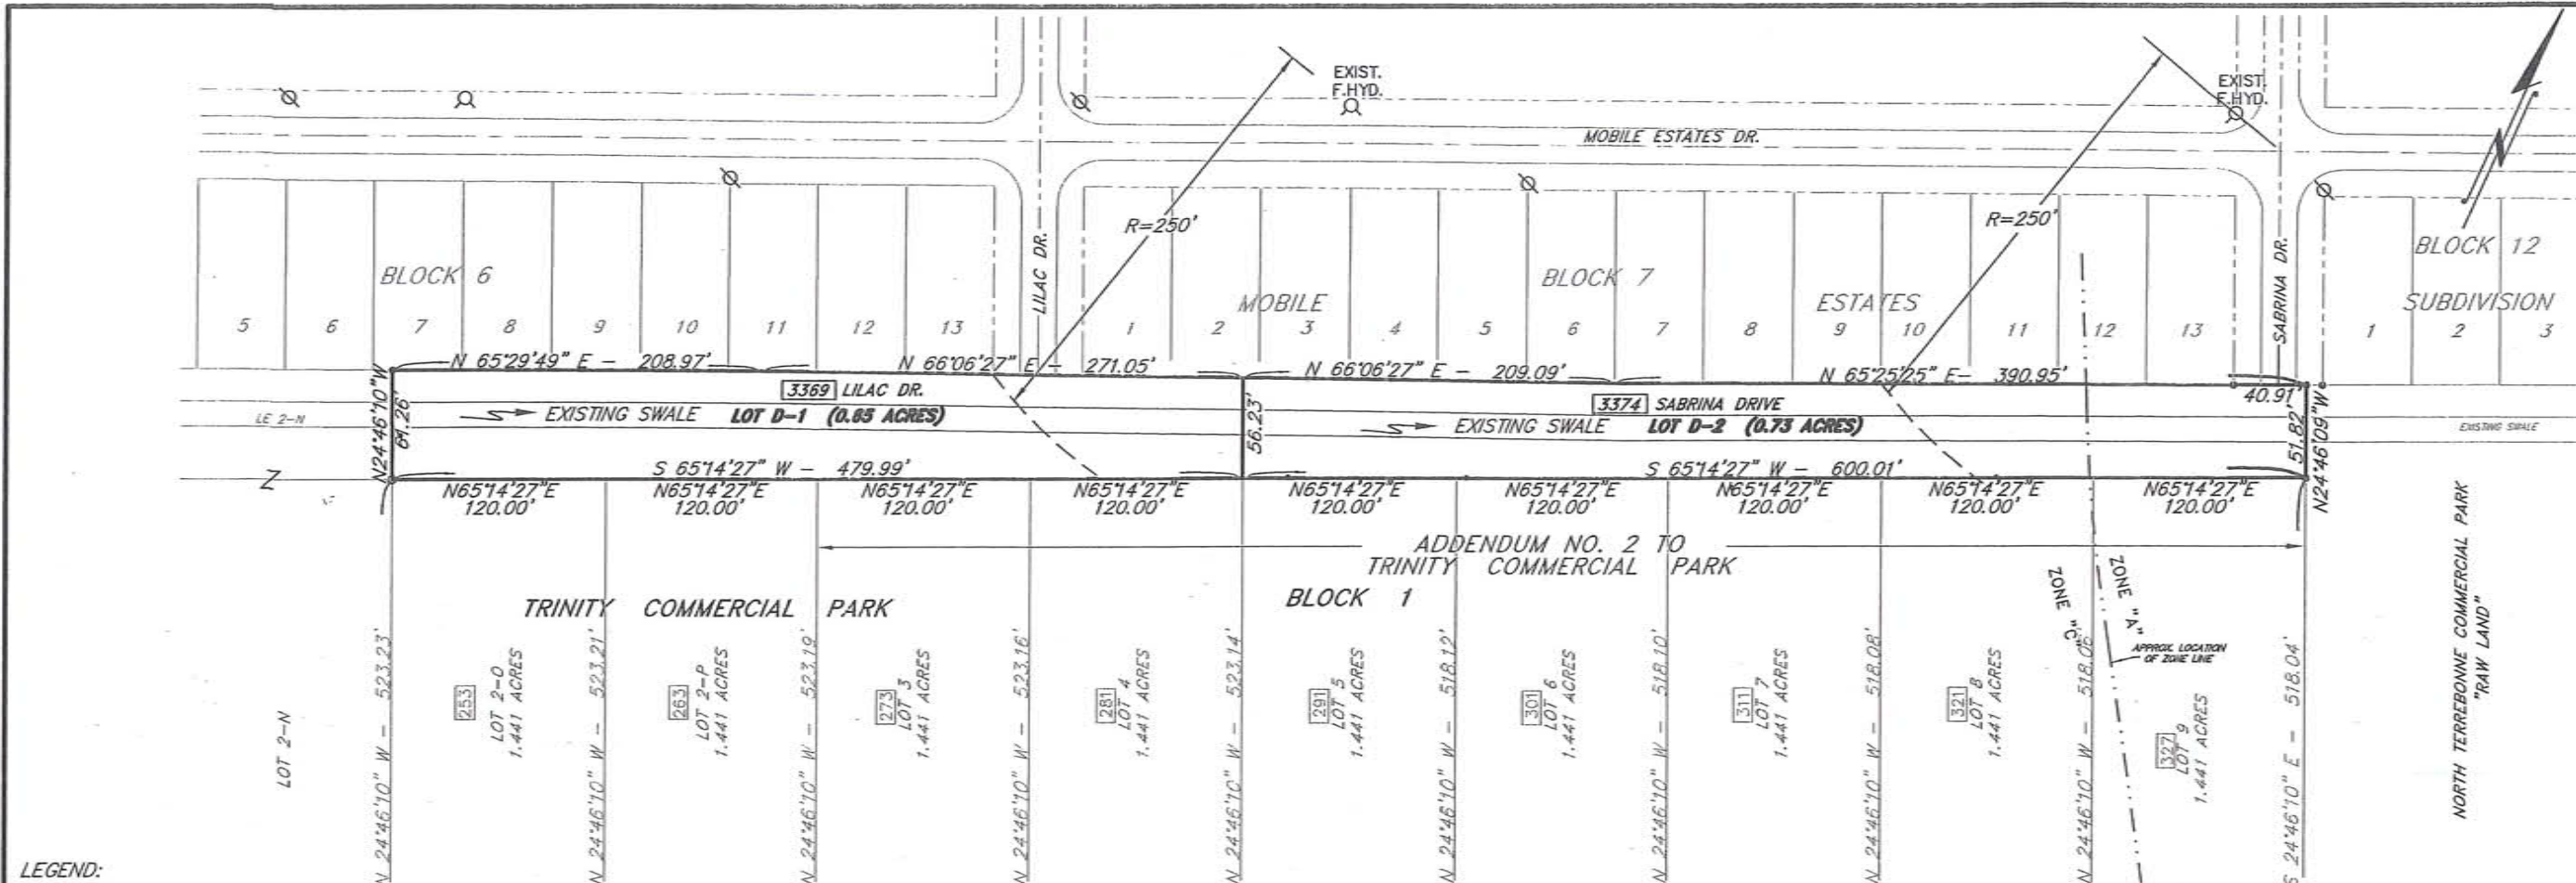 EXIST.
F.HYD.
EXIST.
F.HYD.
MOBILE ESTATES DR.
R=250'
R=250'
LILAC DR.
SABRINA DR.
BLOCK 6
BLOCK 7
BLOCK 12
MOBILE
ESTATES
SUBDIVISION
5 6 7 8 9 10 11 12 13
1 2 3 4 5 6 7 8 9 10 11 12 13
1 2 3
N 65°29'49" E - 208.97'
N 66°06'27" E - 271.05'
N 66°06'27" E - 209.09'
N 65°25'25" E - 390.95'
40.91'
3369 LILAC DR.
3374 SABRINA DRIVE
LE 2-N
N24°46'10"W
61.26'
EXISTING SWALE LOT D-1 (0.65 ACRES)
56.23'
EXISTING SWALE LOT D-2 (0.73 ACRES)
51.82'
N24°46'09"W
EXISTING SWALE
S 65°14'27" W - 479.99'
S 65°14'27" W - 600.01'
Z
N65°14'27"E
120.00'
N65°14'27"E
120.00'
N65°14'27"E
120.00'
N65°14'27"E
120.00'
N65°14'27"E
120.00'
N65°14'27"E
120.00'
N65°14'27"E
120.00'
N65°14'27"E
120.00'
N65°14'27"E
120.00'
ADDENDUM NO. 2 TO
TRINITY COMMERCIAL PARK
TRINITY COMMERCIAL PARK
BLOCK 1
ZONE "C"
ZONE "A"
APPROX. LOCATION
OF ZONE LINE
LOT 2-N
N 24°46'10" W - 523.23'
253
LOT 2-O
1.441 ACRES
N 24°46'10" W - 523.21'
263
LOT 2-P
1.441 ACRES
N 24°46'10" W - 523.19'
273
LOT 3
1.441 ACRES
N 24°46'10" W - 523.16'
281
LOT 4
1.441 ACRES
N 24°46'10" W - 523.14'
291
LOT 5
1.441 ACRES
N 24°46'10" W - 518.12'
301
LOT 6
1.441 ACRES
N 24°46'10" W - 518.10'
311
LOT 7
1.441 ACRES
N 24°46'10" W - 518.08'
321
LOT 8
1.441 ACRES
N 24°46'10" W - 518.06'
327
LOT 9
1.441 ACRES
S 24°46'10" E - 518.04'
NORTH TERREBONNE COMMERCIAL PARK
"RAW LAND"
LEGEND: